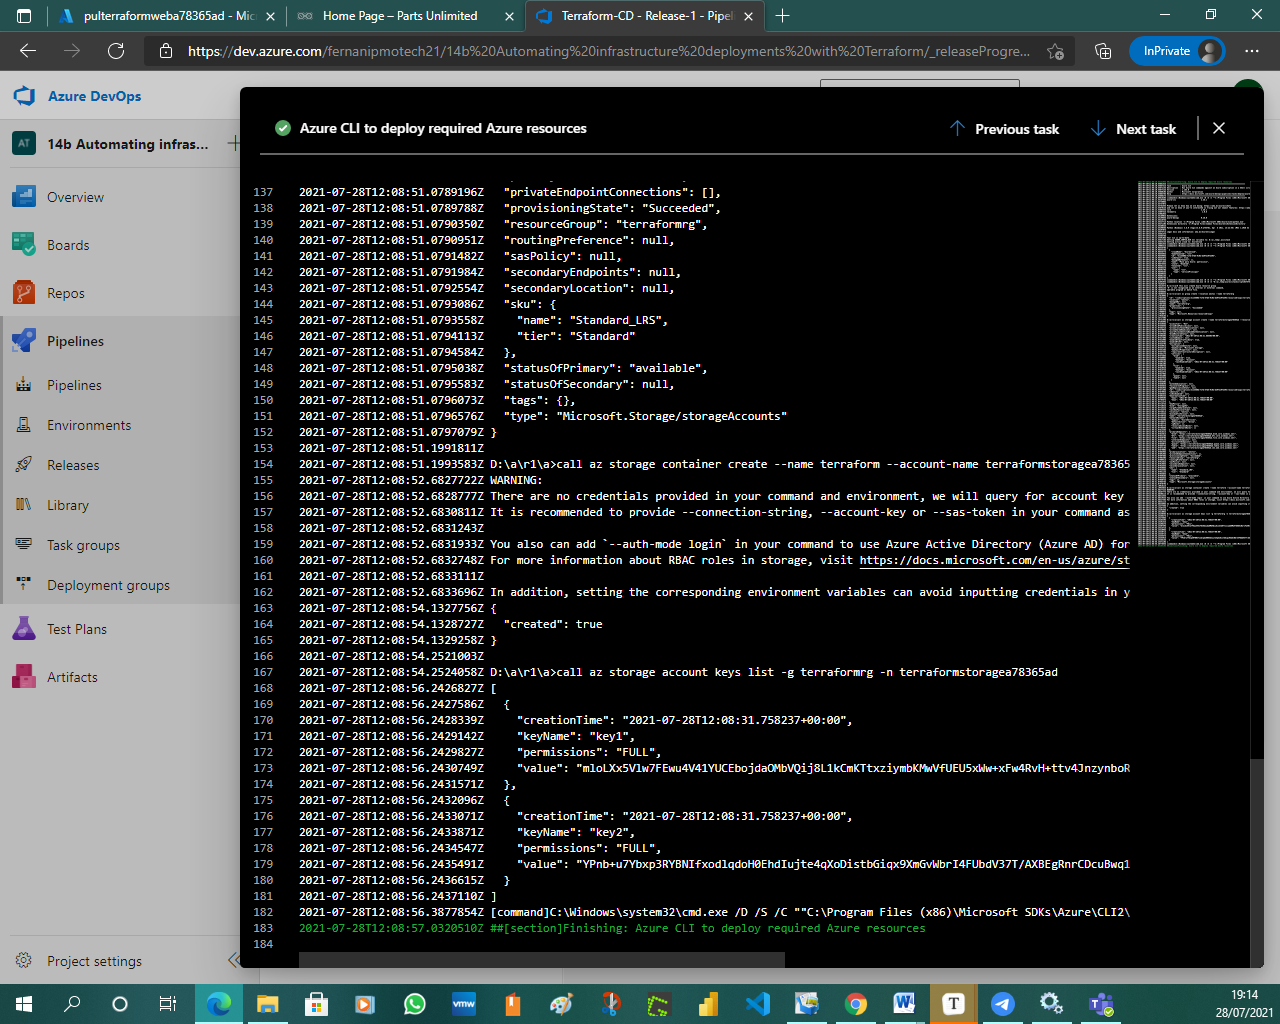 pulterraformweba78365ad - Mic
Home Page – Parts Unlimited
Terraform-CD - Release-1 - Pipel
https://dev.azure.com/fernanipmotech21/14b%20Automating%20infrastructure%20deployments%20with%20Terraform/_releaseProgre...
InPrivate
Azure DevOps
AT
14b Automating infras...
Overview
Boards
Repos
Pipelines
Pipelines
Environments
Releases
Library
Task groups
Deployment groups
Test Plans
Artifacts
Project settings
Azure CLI to deploy required Azure resources
Previous task
Next task
137 2021-07-28T12:08:51.0789196Z "privateEndpointConnections": [],
138 2021-07-28T12:08:51.0789788Z "provisioningState": "Succeeded",
139 2021-07-28T12:08:51.0790350Z "resourceGroup": "terraformrg",
140 2021-07-28T12:08:51.0790951Z "routingPreference": null,
141 2021-07-28T12:08:51.0791482Z "sasPolicy": null,
142 2021-07-28T12:08:51.0791984Z "secondaryEndpoints": null,
143 2021-07-28T12:08:51.0792554Z "secondaryLocation": null,
144 2021-07-28T12:08:51.0793086Z "sku": {
145 2021-07-28T12:08:51.0793558Z "name": "Standard_LRS",
146 2021-07-28T12:08:51.0794113Z "tier": "Standard"
147 2021-07-28T12:08:51.0794584Z },
148 2021-07-28T12:08:51.0795038Z "statusOfPrimary": "available",
149 2021-07-28T12:08:51.0795583Z "statusOfSecondary": null,
150 2021-07-28T12:08:51.0796073Z "tags": {},
151 2021-07-28T12:08:51.0796576Z "type": "Microsoft.Storage/storageAccounts"
152 2021-07-28T12:08:51.0797079Z }
153 2021-07-28T12:08:51.1991811Z
154 2021-07-28T12:08:51.1993583Z D:\a\r1\a>call az storage container create --name terraform --account-name terraformstoragea78365
155 2021-07-28T12:08:52.6827722Z WARNING:
156 2021-07-28T12:08:52.6828777Z There are no credentials provided in your command and environment, we will query for account key
157 2021-07-28T12:08:52.6830811Z It is recommended to provide --connection-string, --account-key or --sas-token in your command as
158 2021-07-28T12:08:52.6831243Z
159 2021-07-28T12:08:52.6831933Z You also can add `--auth-mode login` in your command to use Azure Active Directory (Azure AD) for
160 2021-07-28T12:08:52.6832748Z For more information about RBAC roles in storage, visit https://docs.microsoft.com/en-us/azure/st
161 2021-07-28T12:08:52.6833111Z
162 2021-07-28T12:08:52.6833696Z In addition, setting the corresponding environment variables can avoid inputting credentials in y
163 2021-07-28T12:08:54.1327756Z {
164 2021-07-28T12:08:54.1328727Z "created": true
165 2021-07-28T12:08:54.1329258Z }
166 2021-07-28T12:08:54.2521003Z
167 2021-07-28T12:08:54.2524058Z D:\a\r1\a>call az storage account keys list -g terraformrg -n terraformstoragea78365ad
168 2021-07-28T12:08:56.2426827Z [
169 2021-07-28T12:08:56.2427586Z {
170 2021-07-28T12:08:56.2428339Z "creationTime": "2021-07-28T12:08:31.758237+00:00",
171 2021-07-28T12:08:56.2429142Z "keyName": "key1",
172 2021-07-28T12:08:56.2429827Z "permissions": "FULL",
173 2021-07-28T12:08:56.2430749Z "value": "mloLXx5Vlw7FEwu4V41YUCEbojdaOMbVQij8L1kCmKTtxziymbKMwVfUEU5xWw+xFw4RvH+ttv4JnzynboR
174 2021-07-28T12:08:56.2431571Z },
175 2021-07-28T12:08:56.2432096Z {
176 2021-07-28T12:08:56.2433071Z "creationTime": "2021-07-28T12:08:31.758237+00:00",
177 2021-07-28T12:08:56.2433871Z "keyName": "key2",
178 2021-07-28T12:08:56.2434547Z "permissions": "FULL",
179 2021-07-28T12:08:56.2435491Z "value": "YPnb+u7Ybxp3RYBNIfxodlqdoH0EhdIujte4qXoDistbGiqx9XmGvWbrI4FUbdV37T/AXBEgRnrCDcuBwq1
180 2021-07-28T12:08:56.2436615Z }
181 2021-07-28T12:08:56.2437110Z ]
182 2021-07-28T12:08:56.3877854Z [command]C:\Windows\system32\cmd.exe /D /S /C ""C:\Program Files (x86)\Microsoft SDKs\Azure\CLI2\
183 2021-07-28T12:08:57.0320510Z ##[section]Finishing: Azure CLI to deploy required Azure resources
184
vmw
T
19:14
28/07/2021